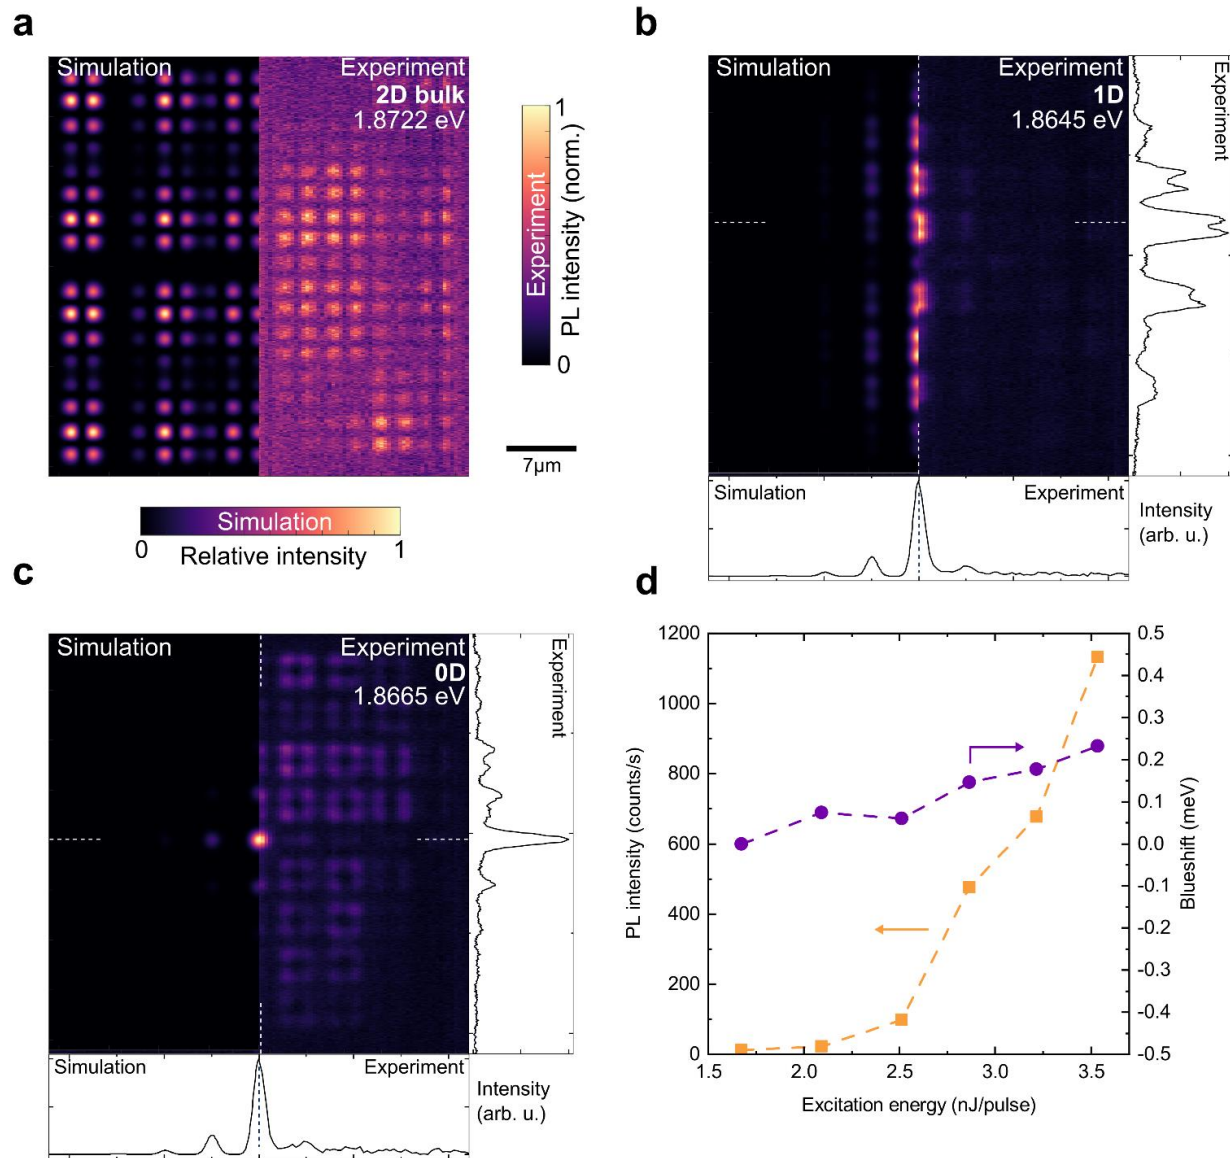 a
Simulation
Experiment
2D bulk
1.8722 eV
1
Experiment
PL intensity (norm.)
0
7µm
Simulation
0
1
Relative intensity
b
Simulation
Experiment
1D
1.8645 eV
Experiment
Simulation
Experiment
Intensity
(arb. u.)
c
Simulation
Experiment
0D
1.8665 eV
Experiment
Simulation
Experiment
Intensity
(arb. u.)
d
1200
1000
800
600
400
200
0
PL intensity (counts/s)
0.5
0.4
0.3
0.2
0.1
0.0
-0.1
-0.2
-0.3
-0.4
-0.5
Blueshift (meV)
1.5
2.0
2.5
3.0
3.5
Excitation energy (nJ/pulse)